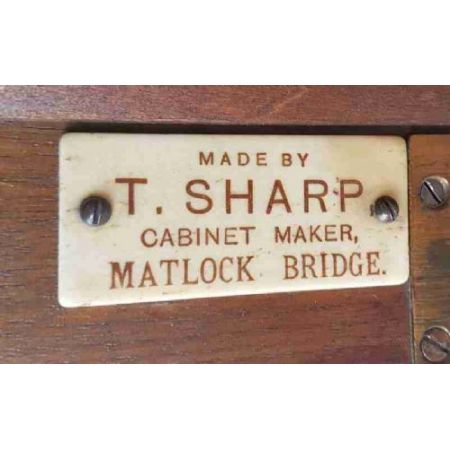 MADE BY
T. SHARP
CABINET MAKER,
MATLOCK BRIDGE.